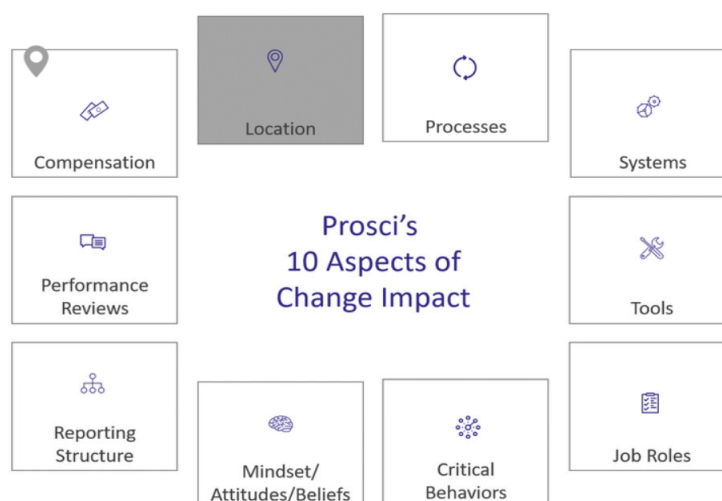 Location
Processes
Compensation
Systems
Prosci's
10 Aspects of
Change Impact
Performance
Reviews
Tools
Reporting
Structure
Mindset/
Attitudes/Beliefs
Critical
Behaviors
Job Roles